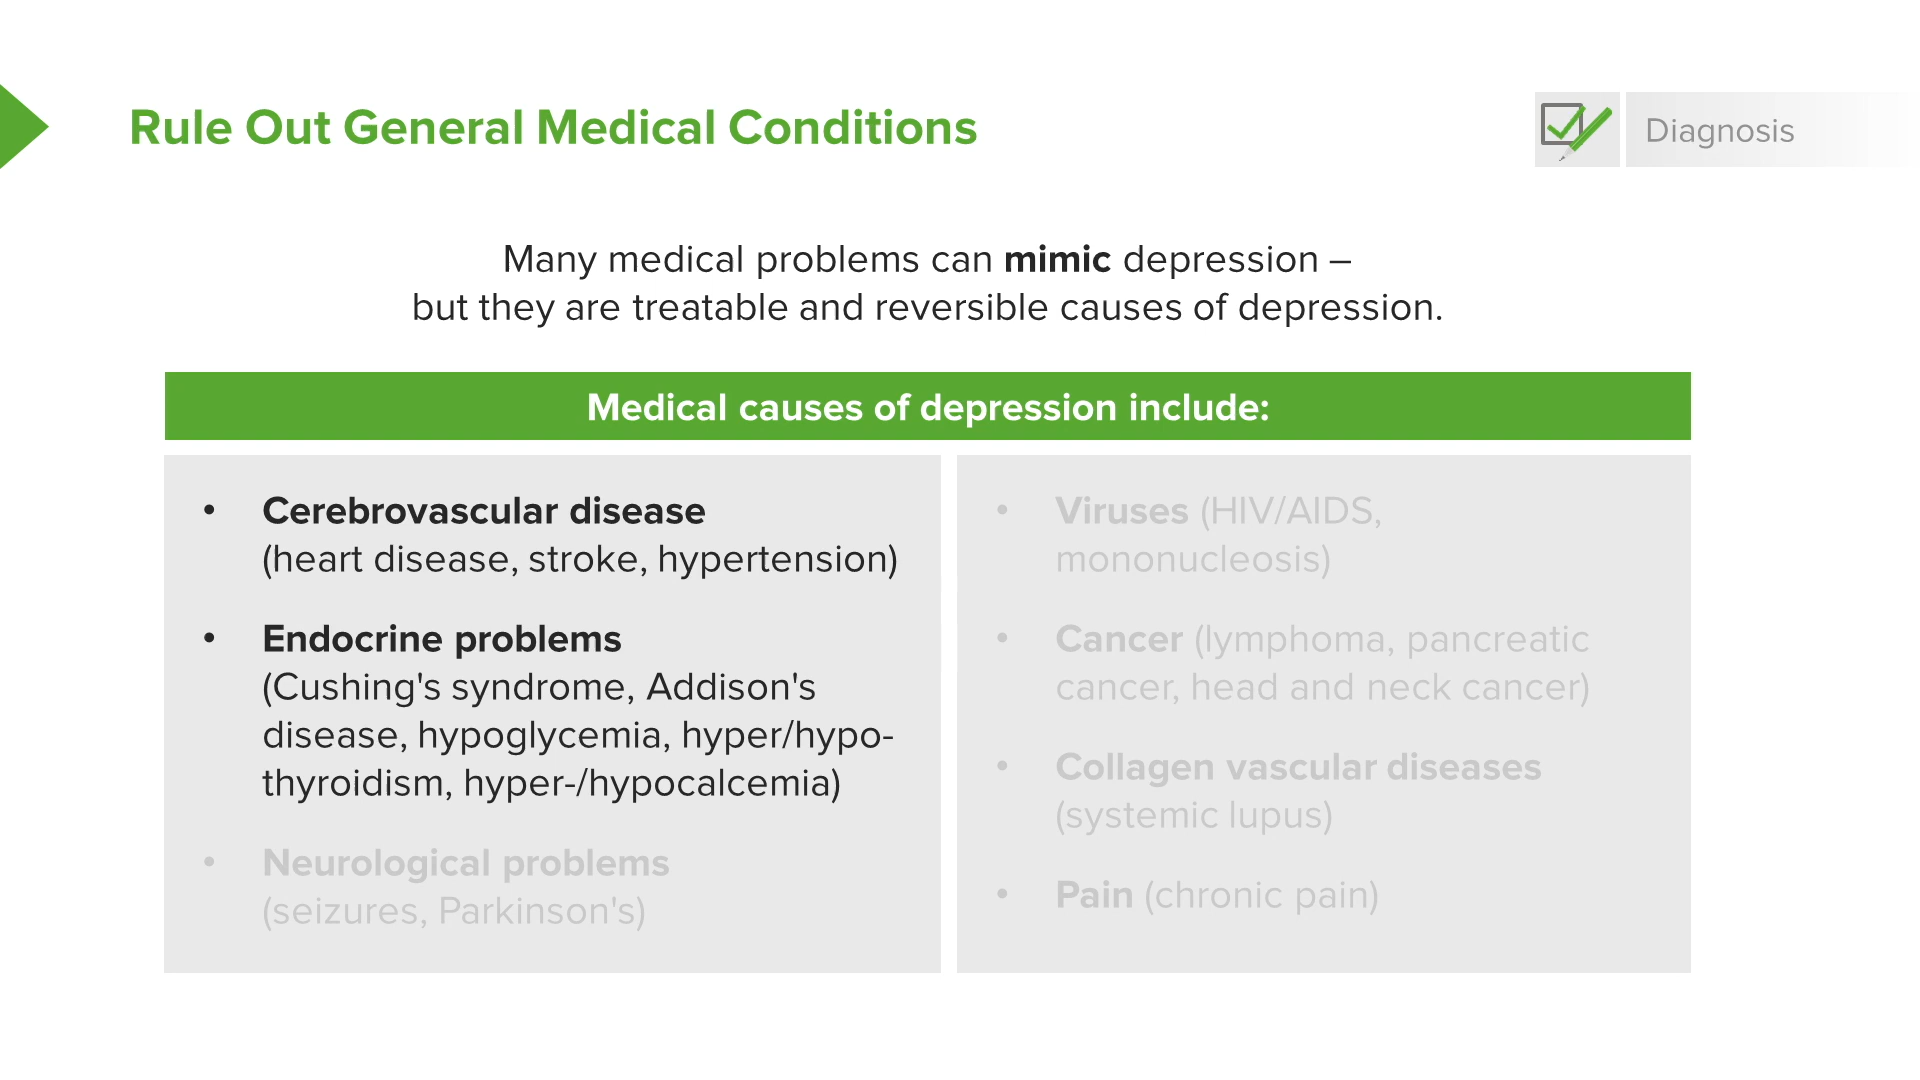 Rule Out General Medical Conditions
Diagnosis
Many medical problems can mimic depression –
but they are treatable and reversible causes of depression.
Medical causes of depression include:
• Cerebrovascular disease
(heart disease, stroke, hypertension)
• Endocrine problems
(Cushing's syndrome, Addison's
disease, hypoglycemia, hyper/hypo-
thyroidism, hyper-/hypocalcemia)
• Neurological problems
(seizures, Parkinson's)
• Viruses (HIV/AIDS,
mononucleosis)
• Cancer (lymphoma, pancreatic
cancer, head and neck cancer)
• Collagen vascular diseases
(systemic lupus)
• Pain (chronic pain)